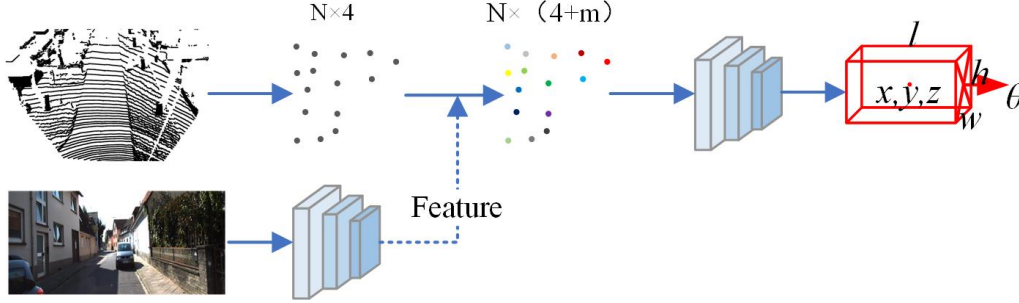 N×4
N×（4+m）
l
h
x,y,z
θ
w
Feature